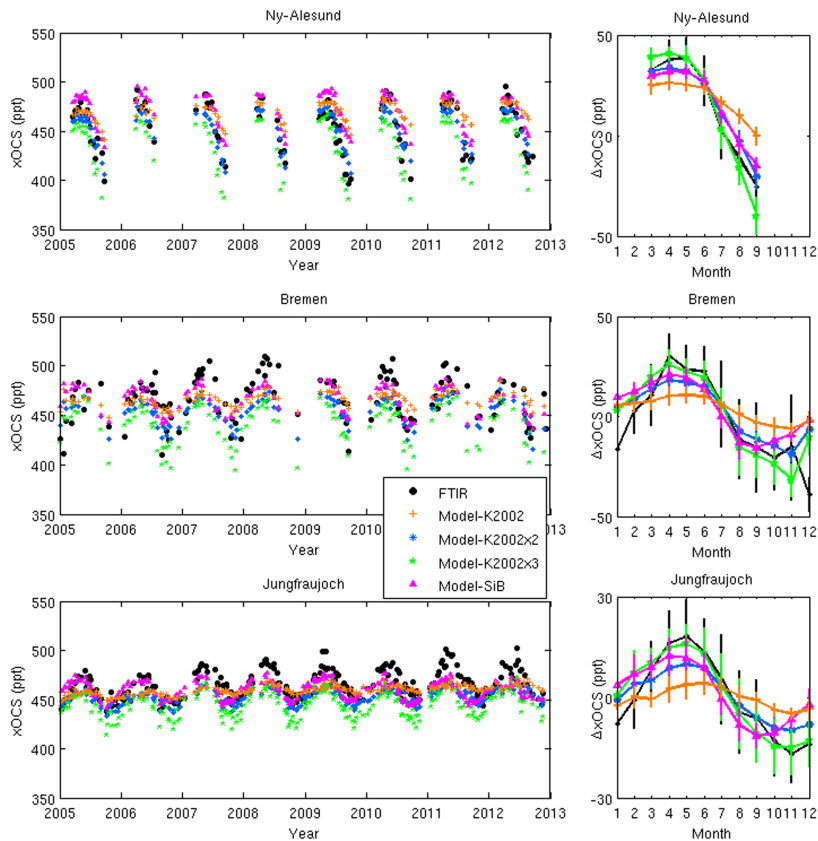 Ny-Alesund
550
500
450
400
350
xOCS (ppt)
2005 2006 2007 2008 2009 2010 2011 2012 2013
Year
Ny-Alesund
50
0
-50
ΔxOCS (ppt)
1 2 3 4 5 6 7 8 9 10 11 12
Month
Bremen
550
500
450
400
350
xOCS (ppt)
2005 2006 2007 2008 2009 2010 2011 2012 2013
FTIR
Model-K2002
Model-K2002x2
Model-K2002x3
Model-SiB
Bremen
50
0
-50
ΔxOCS (ppt)
1 2 3 4 5 6 7 8 9 10 11 12
Month
Jungfraujoch
550
500
450
400
350
xOCS (ppt)
2005 2006 2007 2008 2009 2010 2011 2012 2013
Year
Jungfraujoch
30
0
-30
ΔxOCS (ppt)
1 2 3 4 5 6 7 8 9 10 11 12
Month